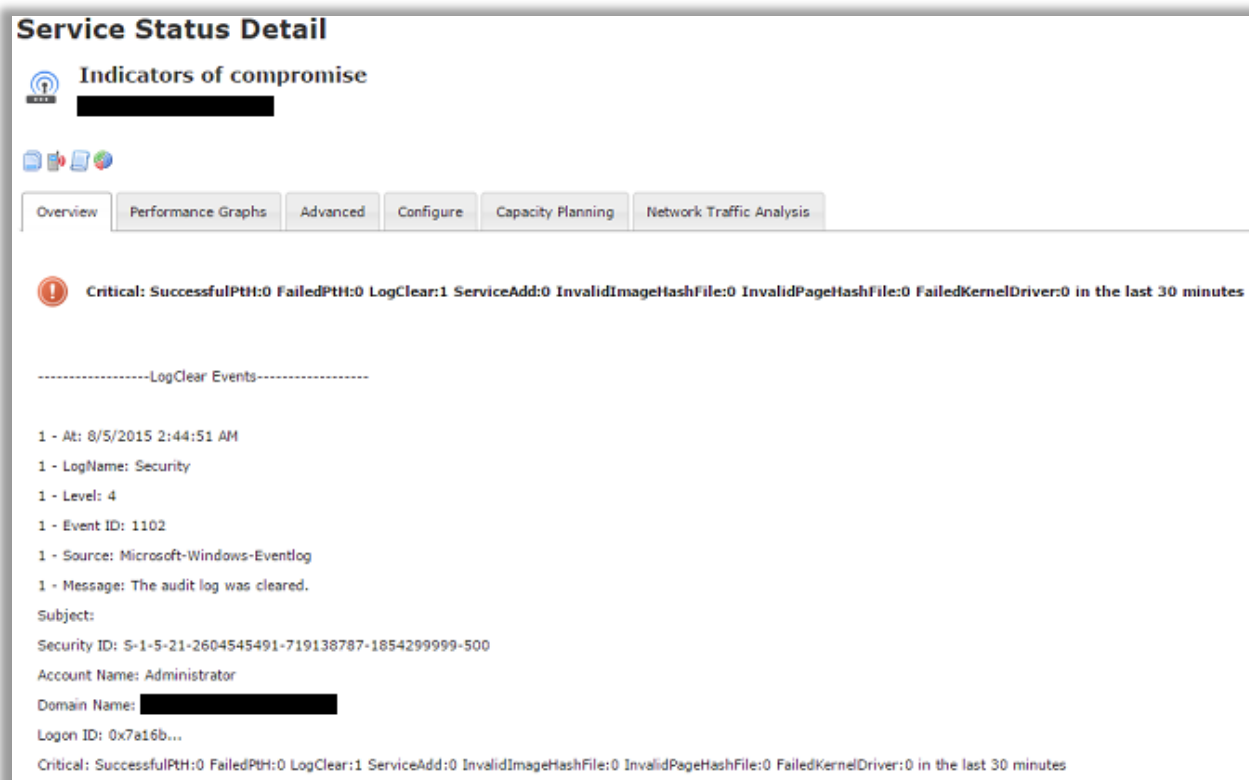 Service Status Detail
Indicators of compromise
Overview Performance Graphs Advanced Configure Capacity Planning Network Traffic Analysis
Critical: SuccessfulPtH:0 FailedPtH:0 LogClear:1 ServiceAdd:0 InvalidImageHashFile:0 InvalidPageHashFile:0 FailedKernelDriver:0 in the last 30 minutes
------------------LogClear Events------------------
1 - At: 8/5/2015 2:44:51 AM
1 - LogName: Security
1 - Level: 4
1 - Event ID: 1102
1 - Source: Microsoft-Windows-Eventlog
1 - Message: The audit log was cleared.
Subject:
Security ID: S-1-5-21-2604545491-719138787-1854299999-500
Account Name: Administrator
Domain Name:
Logon ID: 0x7a16b...
Critical: SuccessfulPtH:0 FailedPtH:0 LogClear:1 ServiceAdd:0 InvalidImageHashFile:0 InvalidPageHashFile:0 FailedKernelDriver:0 in the last 30 minutes